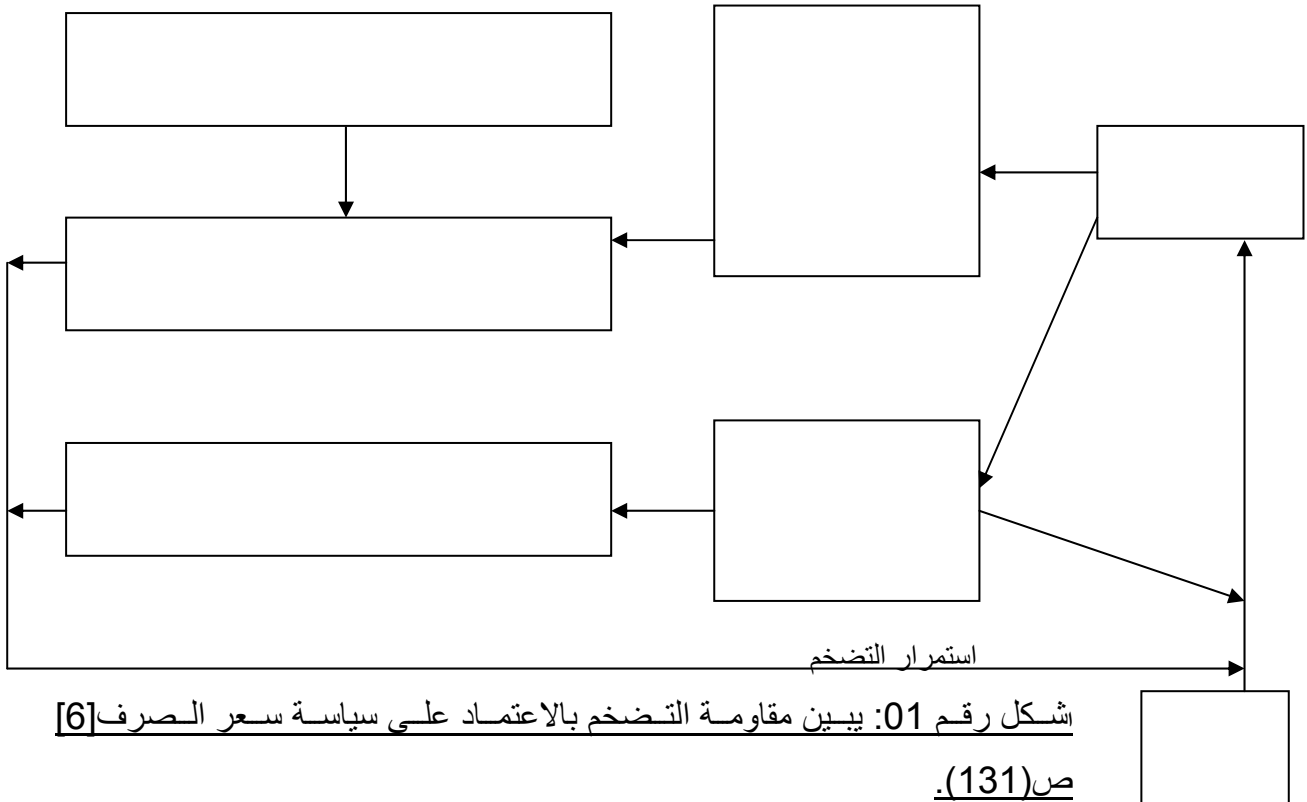 استمرار التضخم
شكل رقم 01: يبين مقاومة التضخم بالاعتماد على سياسة سعر الصرف[6]
ص(131).